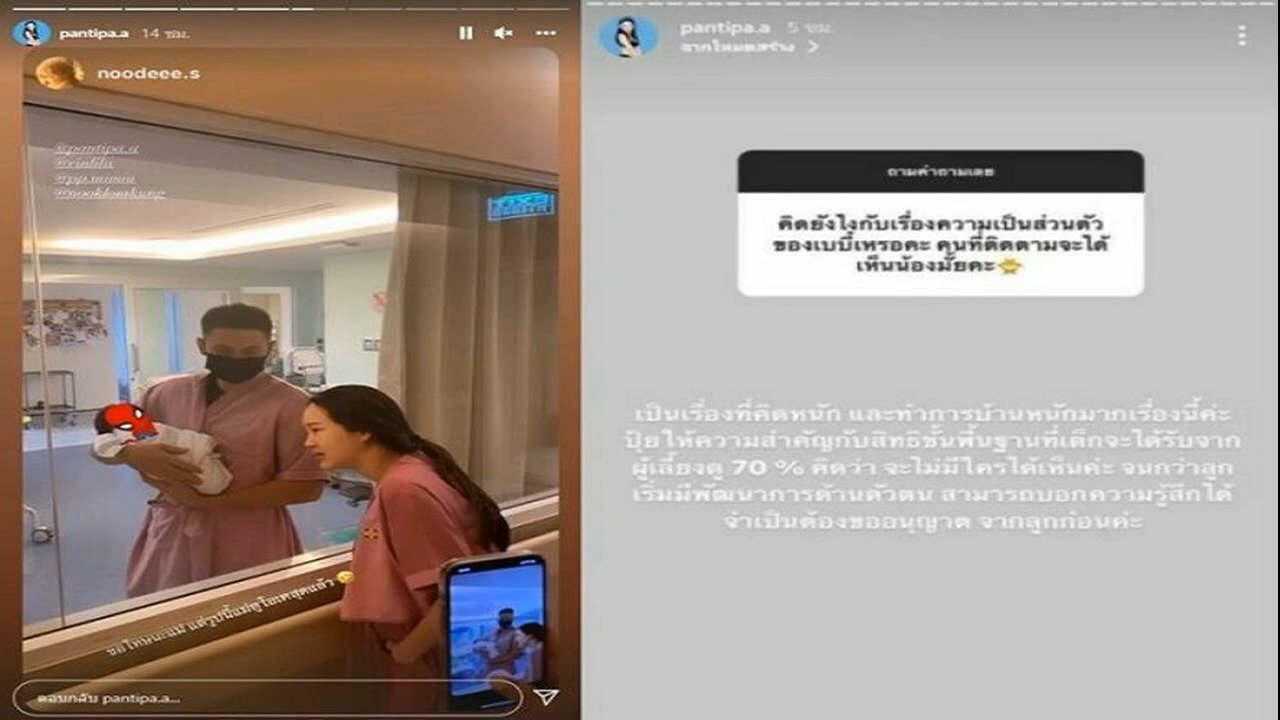 pantipa.a 14 ชม.
noodeee.s
@pantipa.a
ขอโทษนะแม่ แต่รูปนี้แม่ดูโอเคสุดแล้ว
ตอบกลับ pantipa.a...
pantipa.a 5 ชม.
จากโหมดสร้าง >
ถามคำถามเลย
คิดยังไงกับเรื่องความเป็นส่วนตัว
ของเบบี๋เหรอคะ คนที่ติดตามจะได้
เห็นน้องมั้ยคะ
เป็นเรื่องที่คิดหนัก และทำการบ้านหนักมากเรื่องนี้ค่ะ
ปุ้ยให้ความสำคัญกับสิทธิขั้นพื้นฐานที่เด็กจะได้รับจาก
ผู้เลี้ยงดู 70 % คิดว่า จะไม่มีใครได้เห็นค่ะ จนกว่าลูก
เริ่มมีพัฒนาการด้านตัวตน สามารถบอกความรู้สึกได้
จำเป็นต้องขออนุญาต จากลูกก่อนค่ะ